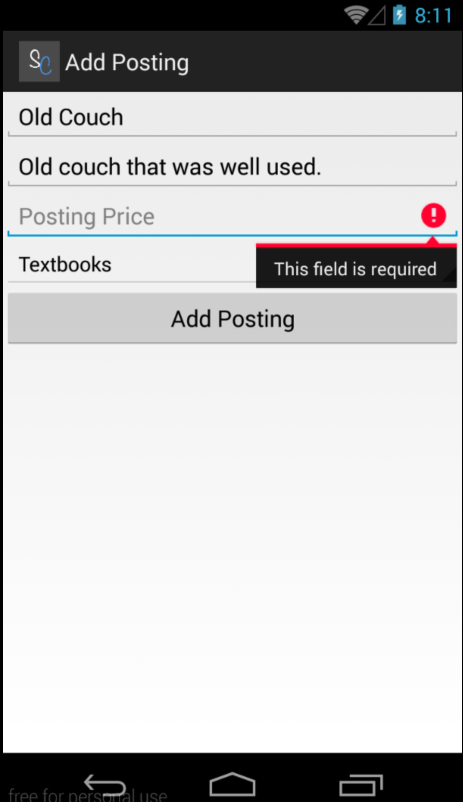 8:11
SC Add Posting
Old Couch
Old couch that was well used.
Posting Price
Textbooks
This field is required
Add Posting
free for personal use